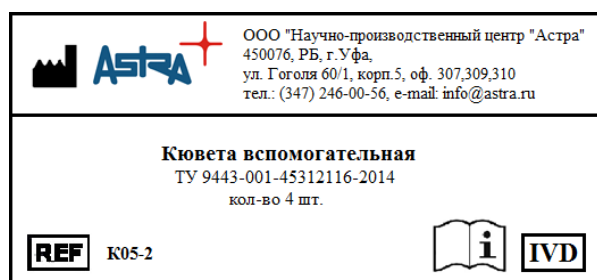 ASTRA
ООО "Научно-производственный центр "Астра"
450076, РБ, г.Уфа,
ул. Гоголя 60/1, корп.5, оф. 307,309,310
тел.: (347) 246-00-56, e-mail: info@astra.ru
Кювета вспомогательная
ТУ 9443-001-45312116-2014
кол-во 4 шт.
REF К05-2
i IVD